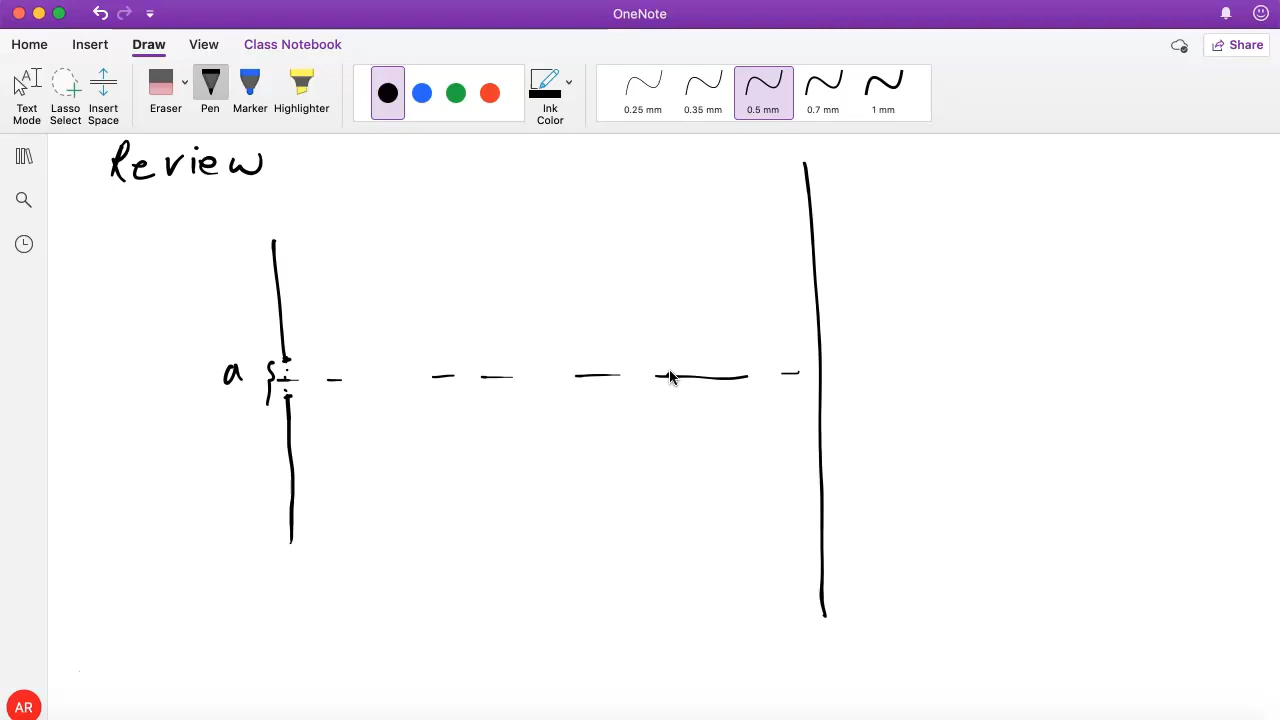 OneNote
Home Insert Draw View Class Notebook Share
Text Mode Lasso Select Insert Space Eraser Pen Marker Highlighter Ink Color 0.25 mm 0.35 mm 0.5 mm 0.7 mm 1 mm
Review
a
AR